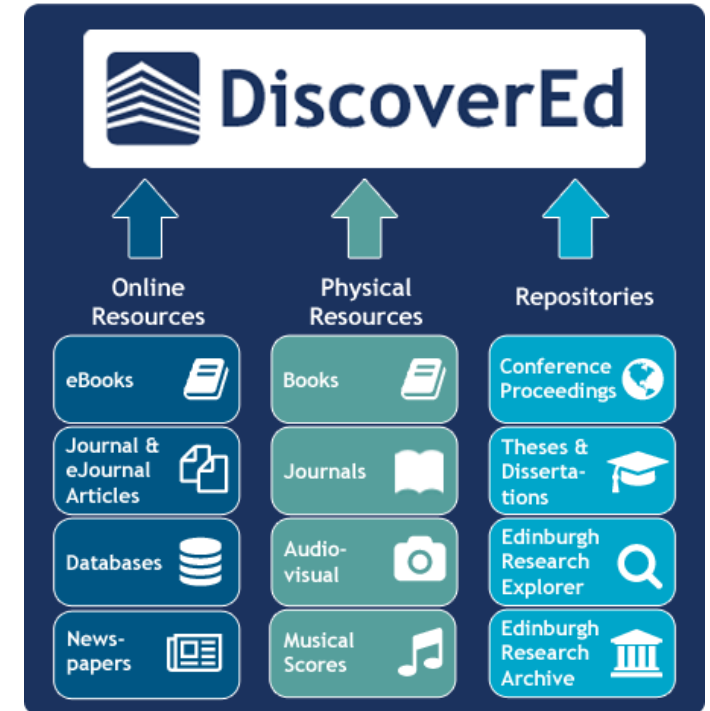 DiscoverEd
Online
Resources
eBooks
Journal &
eJournal
Articles
Databases
News-
papers
Physical
Resources
Books
Journals
Audio-
visual
Musical
Scores
Repositories
Conference
Proceedings
Theses &
Disserta-
tions
Edinburgh
Research
Explorer
Edinburgh
Research
Archive